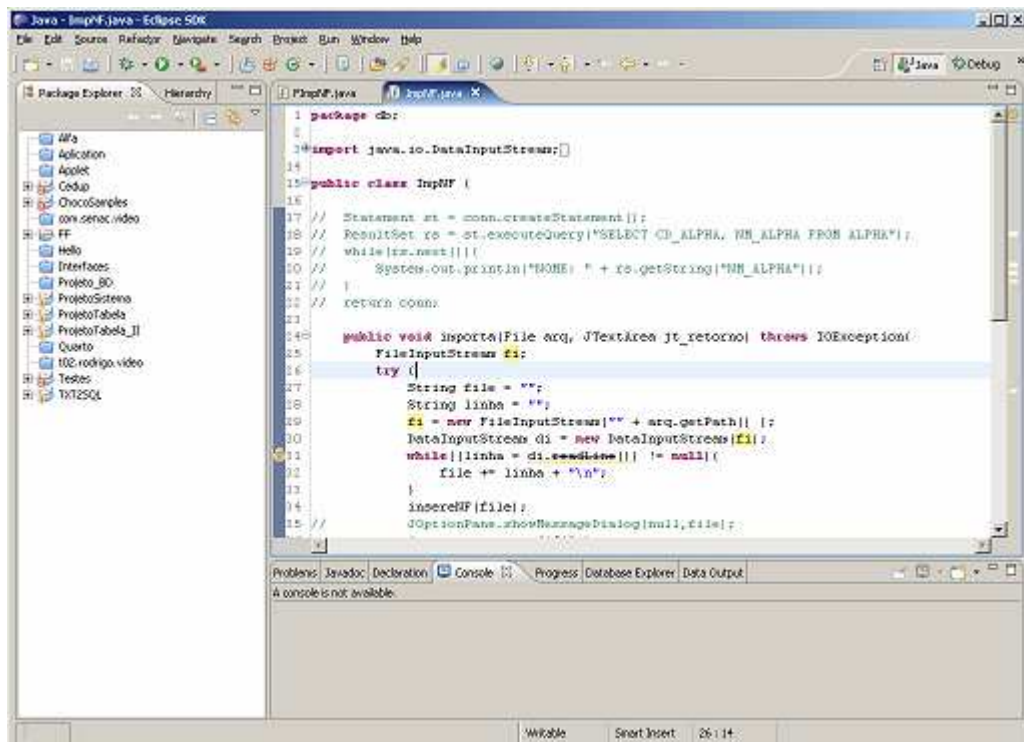 Java - ImpNF.java - Eclipse SDK
File Edit Source Refactor Navigate Search Project Run Window Help
Java Debug
Package Explorer Hierarchy
FImpNF.java ImpNF.java
Alfa
Aplication
Applet
Cedup
ChocoSamples
com.senac.video
FF
Hello
Interfaces
Projeto_BD
ProjetoSistema
ProjetoTabela
ProjetoTabela_II
Quarto
t02.rodrigo.video
Testes
TXT2SQL
1 package db;
2
3 import java.io.DataInputStream;
14
15 public class ImpNF {
16
17 // Statement st = conn.createStatement();
18 // ResultSet rs = st.executeQuery("SELECT CD_ALPHA, NM_ALPHA FROM ALPHA");
19 // while(rs.next()){
20 // System.out.println("NOME: " + rs.getString("NM_ALPHA"));
21 // }
22 // return conn;
23
24 public void importa(File arq, JTextArea jt_retorno) throws IOException{
25 FileInputStream fi;
26 try {
27 String file = "";
28 String linha = "";
29 fi = new FileInputStream("" + arq.getPath() );
30 DataInputStream di = new DataInputStream(fi);
31 while((linha = di.readLine()) != null){
32 file += linha + "\n";
33 }
34 insereNF(file);
35 // JOptionPane.showMessageDialog(null,file);
Problems Javadoc Declaration Console Progress Database Explorer Data Output
A console is not available.
Writable Smart Insert 26 : 14